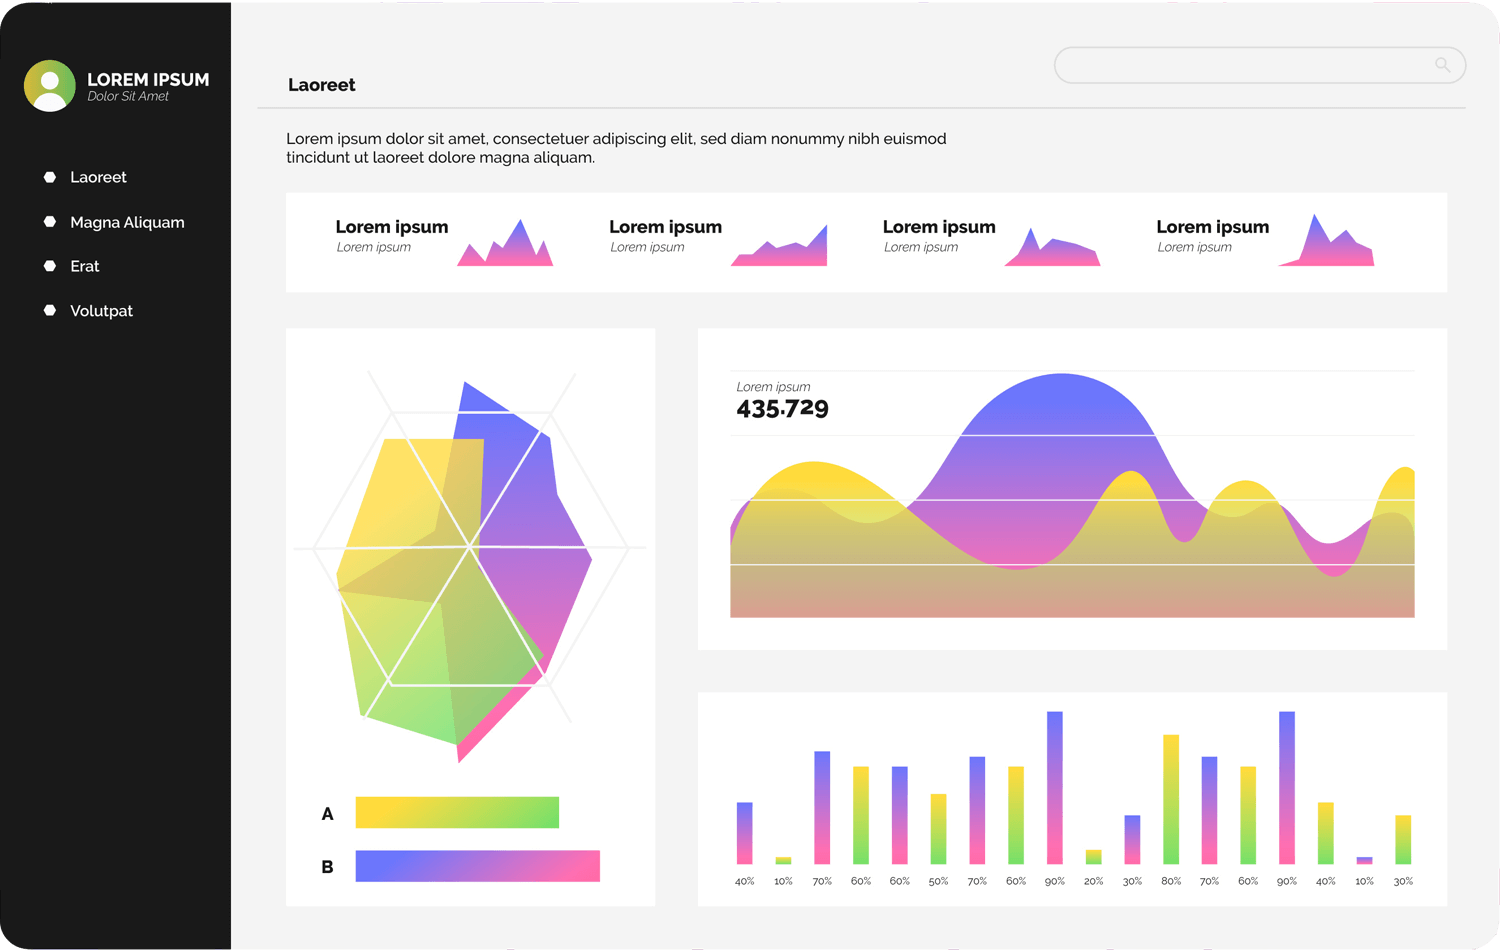 LOREM IPSUM
Dolor Sit Amet
Laoreet
Magna Aliquam
Erat
Volutpat
Laoreet
Lorem ipsum dolor sit amet, consectetuer adipiscing elit, sed diam nonummy nibh euismod
tincidunt ut laoreet dolore magna aliquam.
Lorem ipsum
Lorem ipsum
Lorem ipsum
Lorem ipsum
Lorem ipsum
Lorem ipsum
Lorem ipsum
Lorem ipsum
A
B
Lorem ipsum
435.729
40% 10% 70% 60% 60% 50% 70% 60% 90% 20% 30% 80% 70% 60% 90% 40% 10% 30%